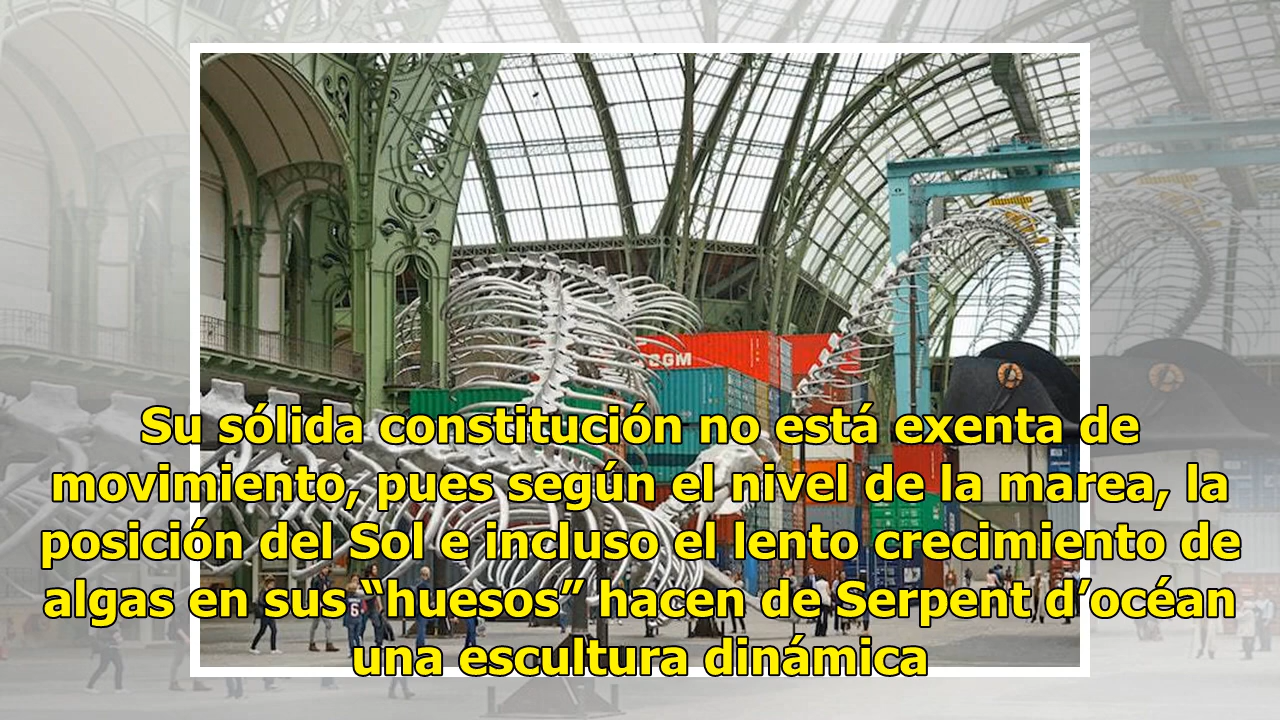 CGM
Su sólida constitución no está exenta de
movimiento, pues según el nivel de la marea, la
posición del Sol e incluso el lento crecimiento de
algas en sus “huesos” hacen de Serpent d’océan
una escultura dinámica